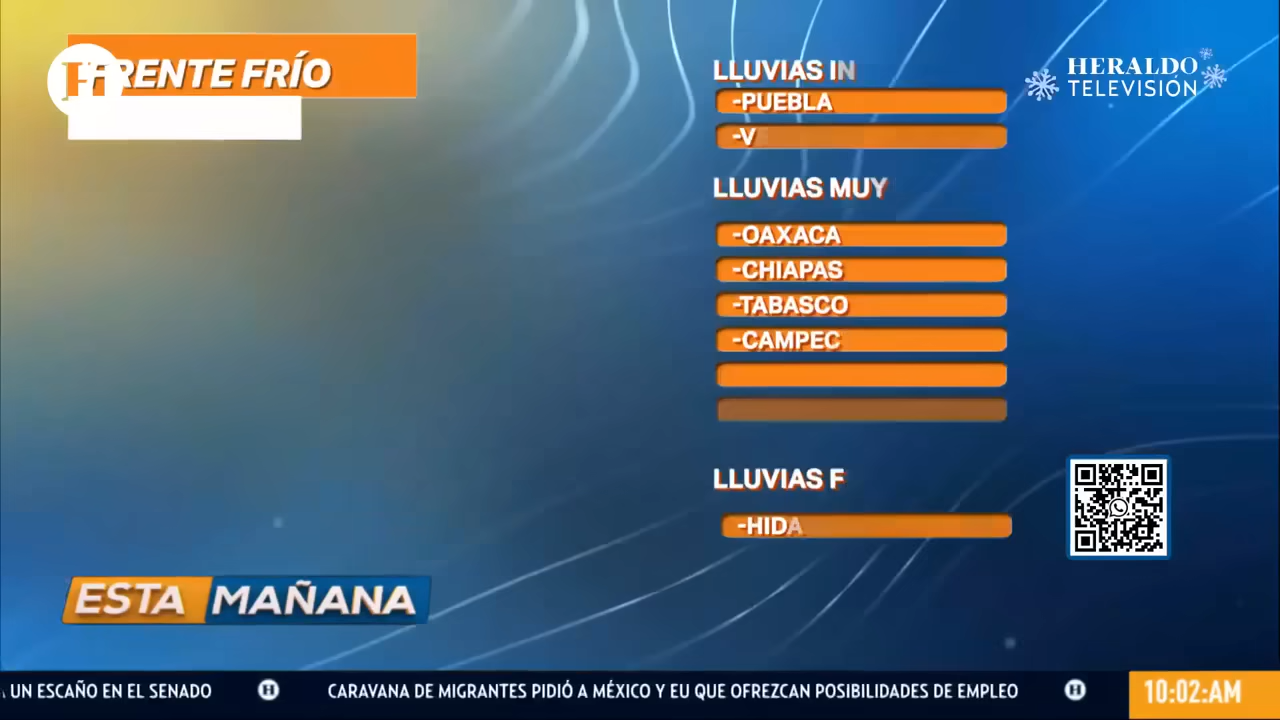 FRENTE FRÍO
LLUVIAS IN
-PUEBLA
-V
LLUVIAS MUY
-OAXACA
-CHIAPAS
-TABASCO
-CAMPEC
LLUVIAS F
-HIDA
HERALDO
TELEVISIÓN
ESTA MAÑANA
UN ESCAÑO EN EL SENADO H CARAVANA DE MIGRANTES PIDIÓ A MÉXICO Y EU QUE OFREZCAN POSIBILIDADES DE EMPLEO H
10:02:AM